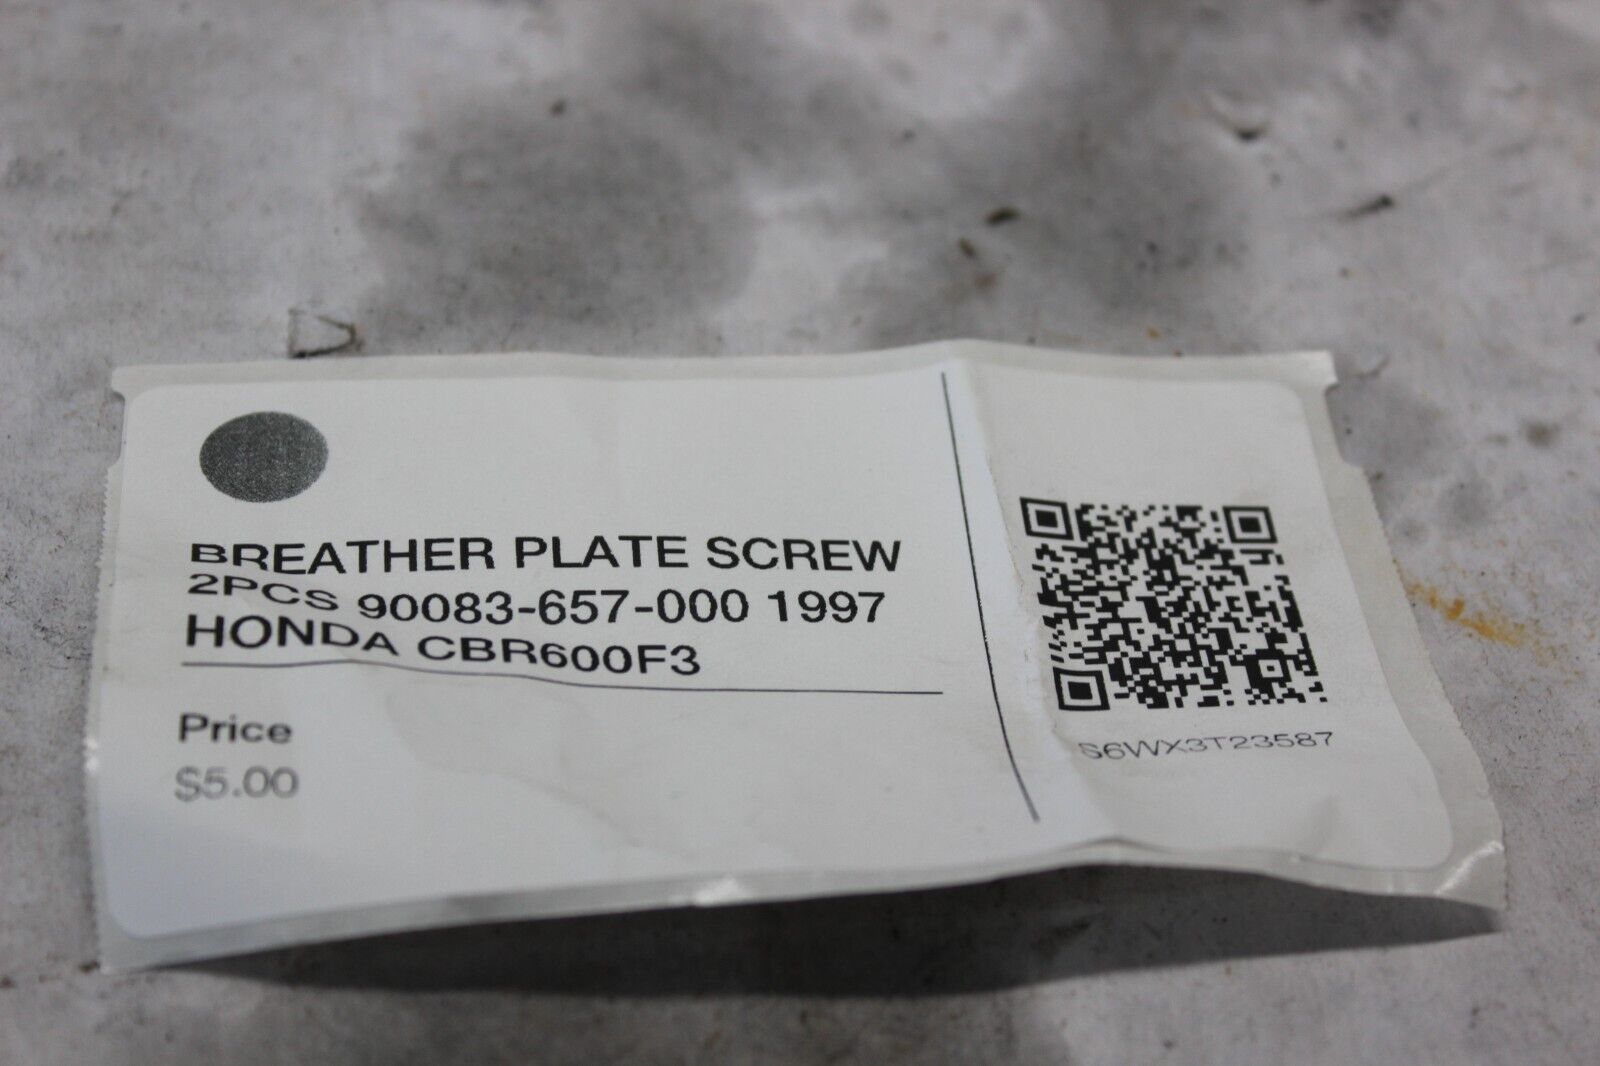 BREATHER PLATE SCREW
2PCS 90083-657-000 1997
HONDA CBR600F3
Price
$5.00
S6WX3T23587